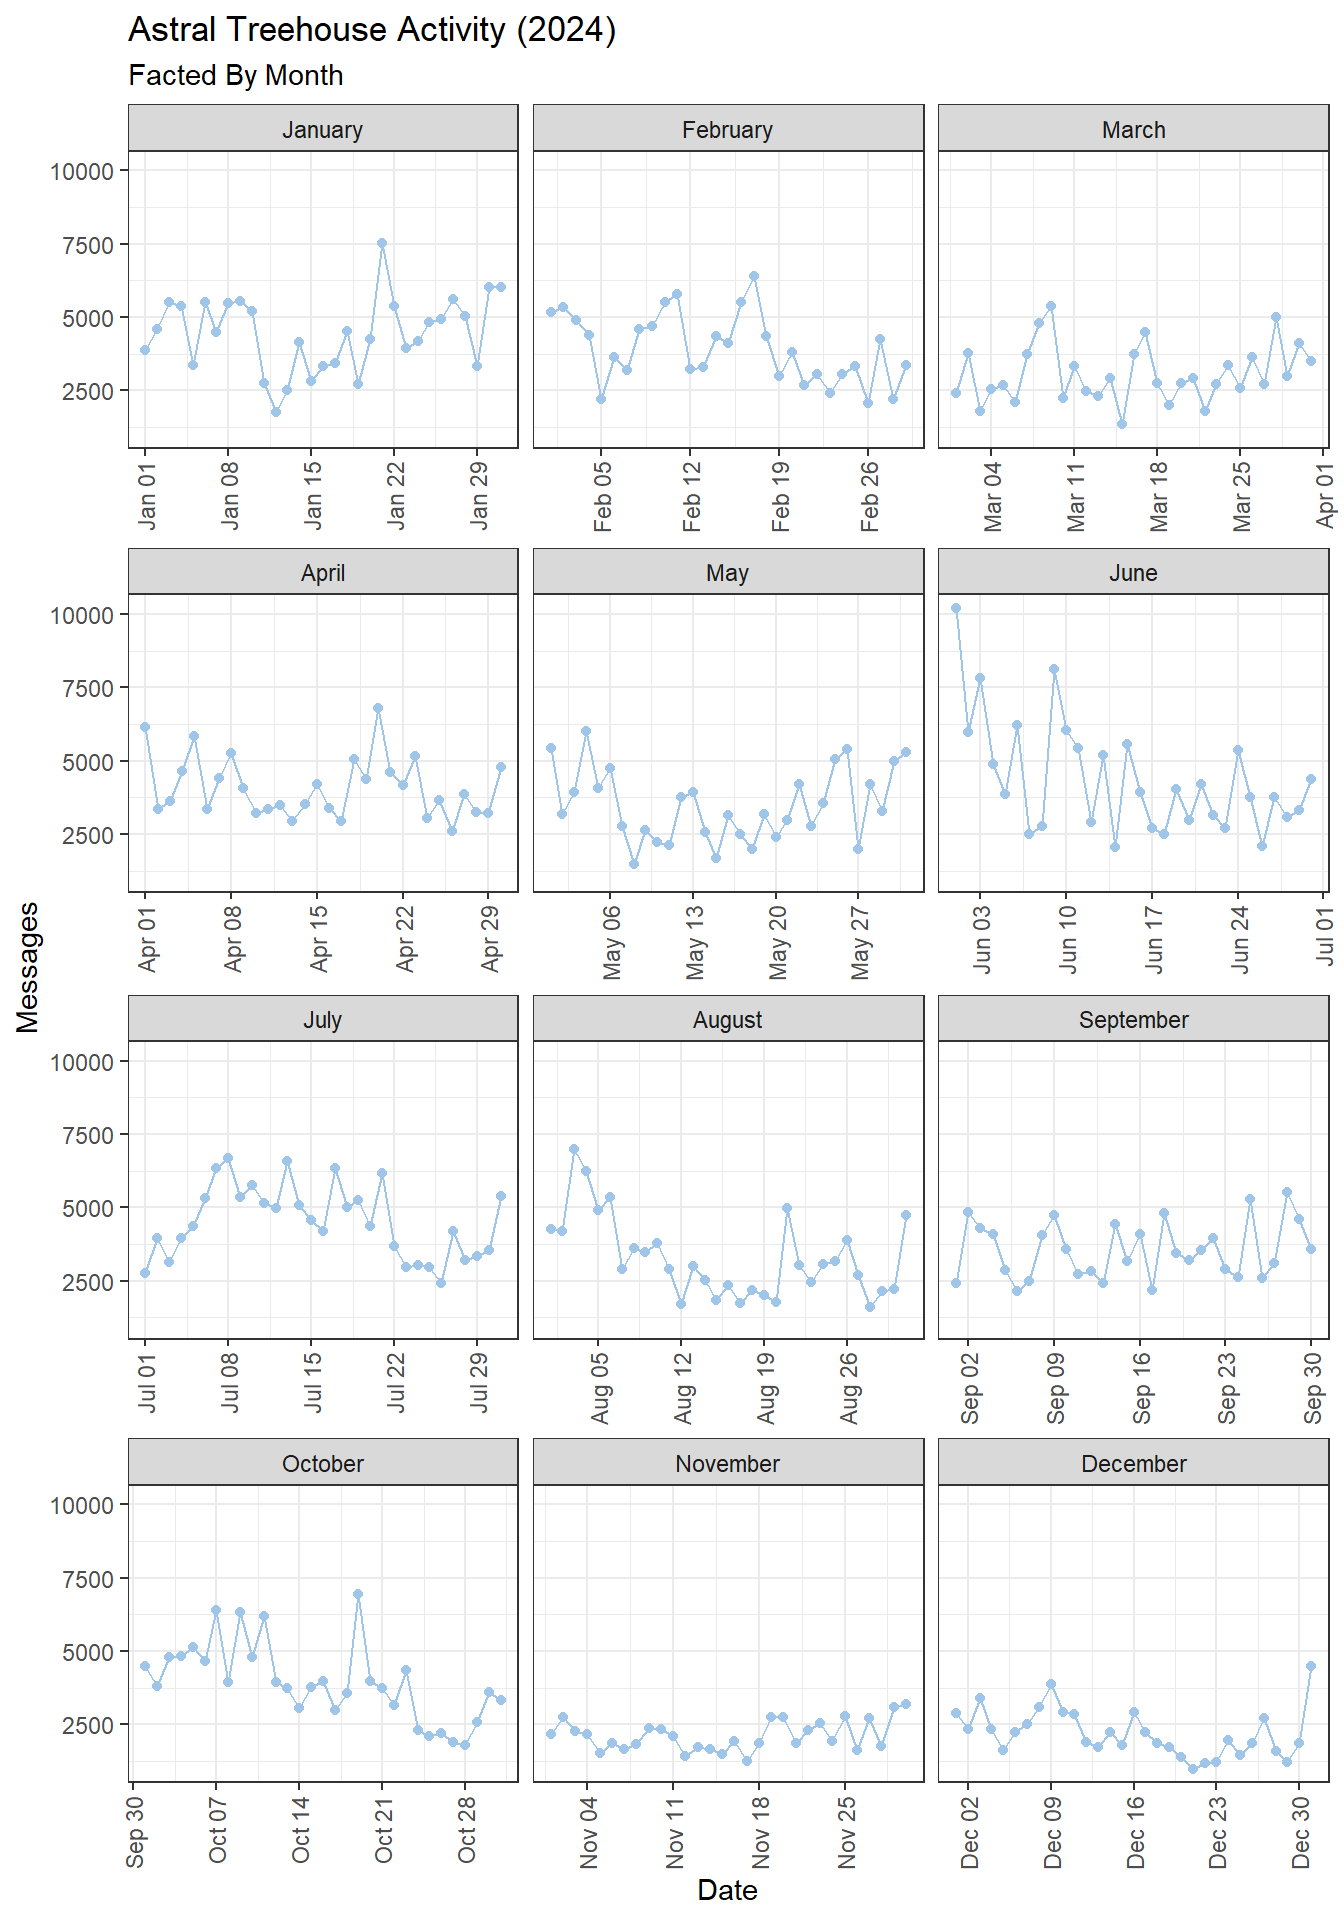 Astral Treehouse Activity (2024)
Facted By Month
January February March
10000
7500
5000
2500
Jan 01 Jan 08 Jan 15 Jan 22 Jan 29 Feb 05 Feb 12 Feb 19 Feb 26 Mar 04 Mar 11 Mar 18 Mar 25 Apr 01
April May June
10000
7500
5000
2500
Apr 01 Apr 08 Apr 15 Apr 22 Apr 29 May 06 May 13 May 20 May 27 Jun 03 Jun 10 Jun 17 Jun 24 Jul 01
Messages
July August September
10000
7500
5000
2500
Jul 01 Jul 08 Jul 15 Jul 22 Jul 29 Aug 05 Aug 12 Aug 19 Aug 26 Sep 02 Sep 09 Sep 16 Sep 23 Sep 30
October November December
10000
7500
5000
2500
Sep 30 Oct 07 Oct 14 Oct 21 Oct 28 Nov 04 Nov 11 Nov 18 Nov 25 Dec 02 Dec 09 Dec 16 Dec 23 Dec 30
Date